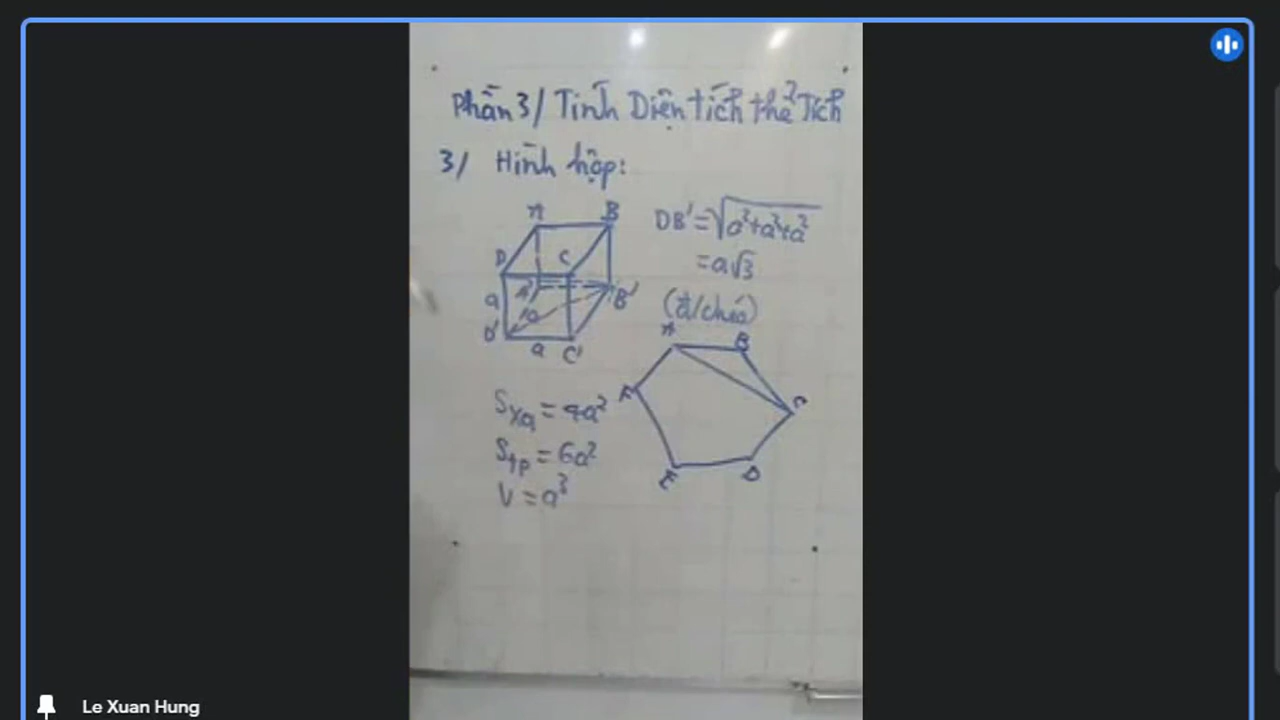 Phần 3/ Tính Diện tích thể Tích
3/ Hình hộp:
A B
D C
a A' B'
a
D' a C'
DB' = √a²+a²+a²
= a√3
(đ/chéo)
A B
F C
E D
Sxq = 4a²
Stp = 6a²
V = a³
Le Xuan Hung